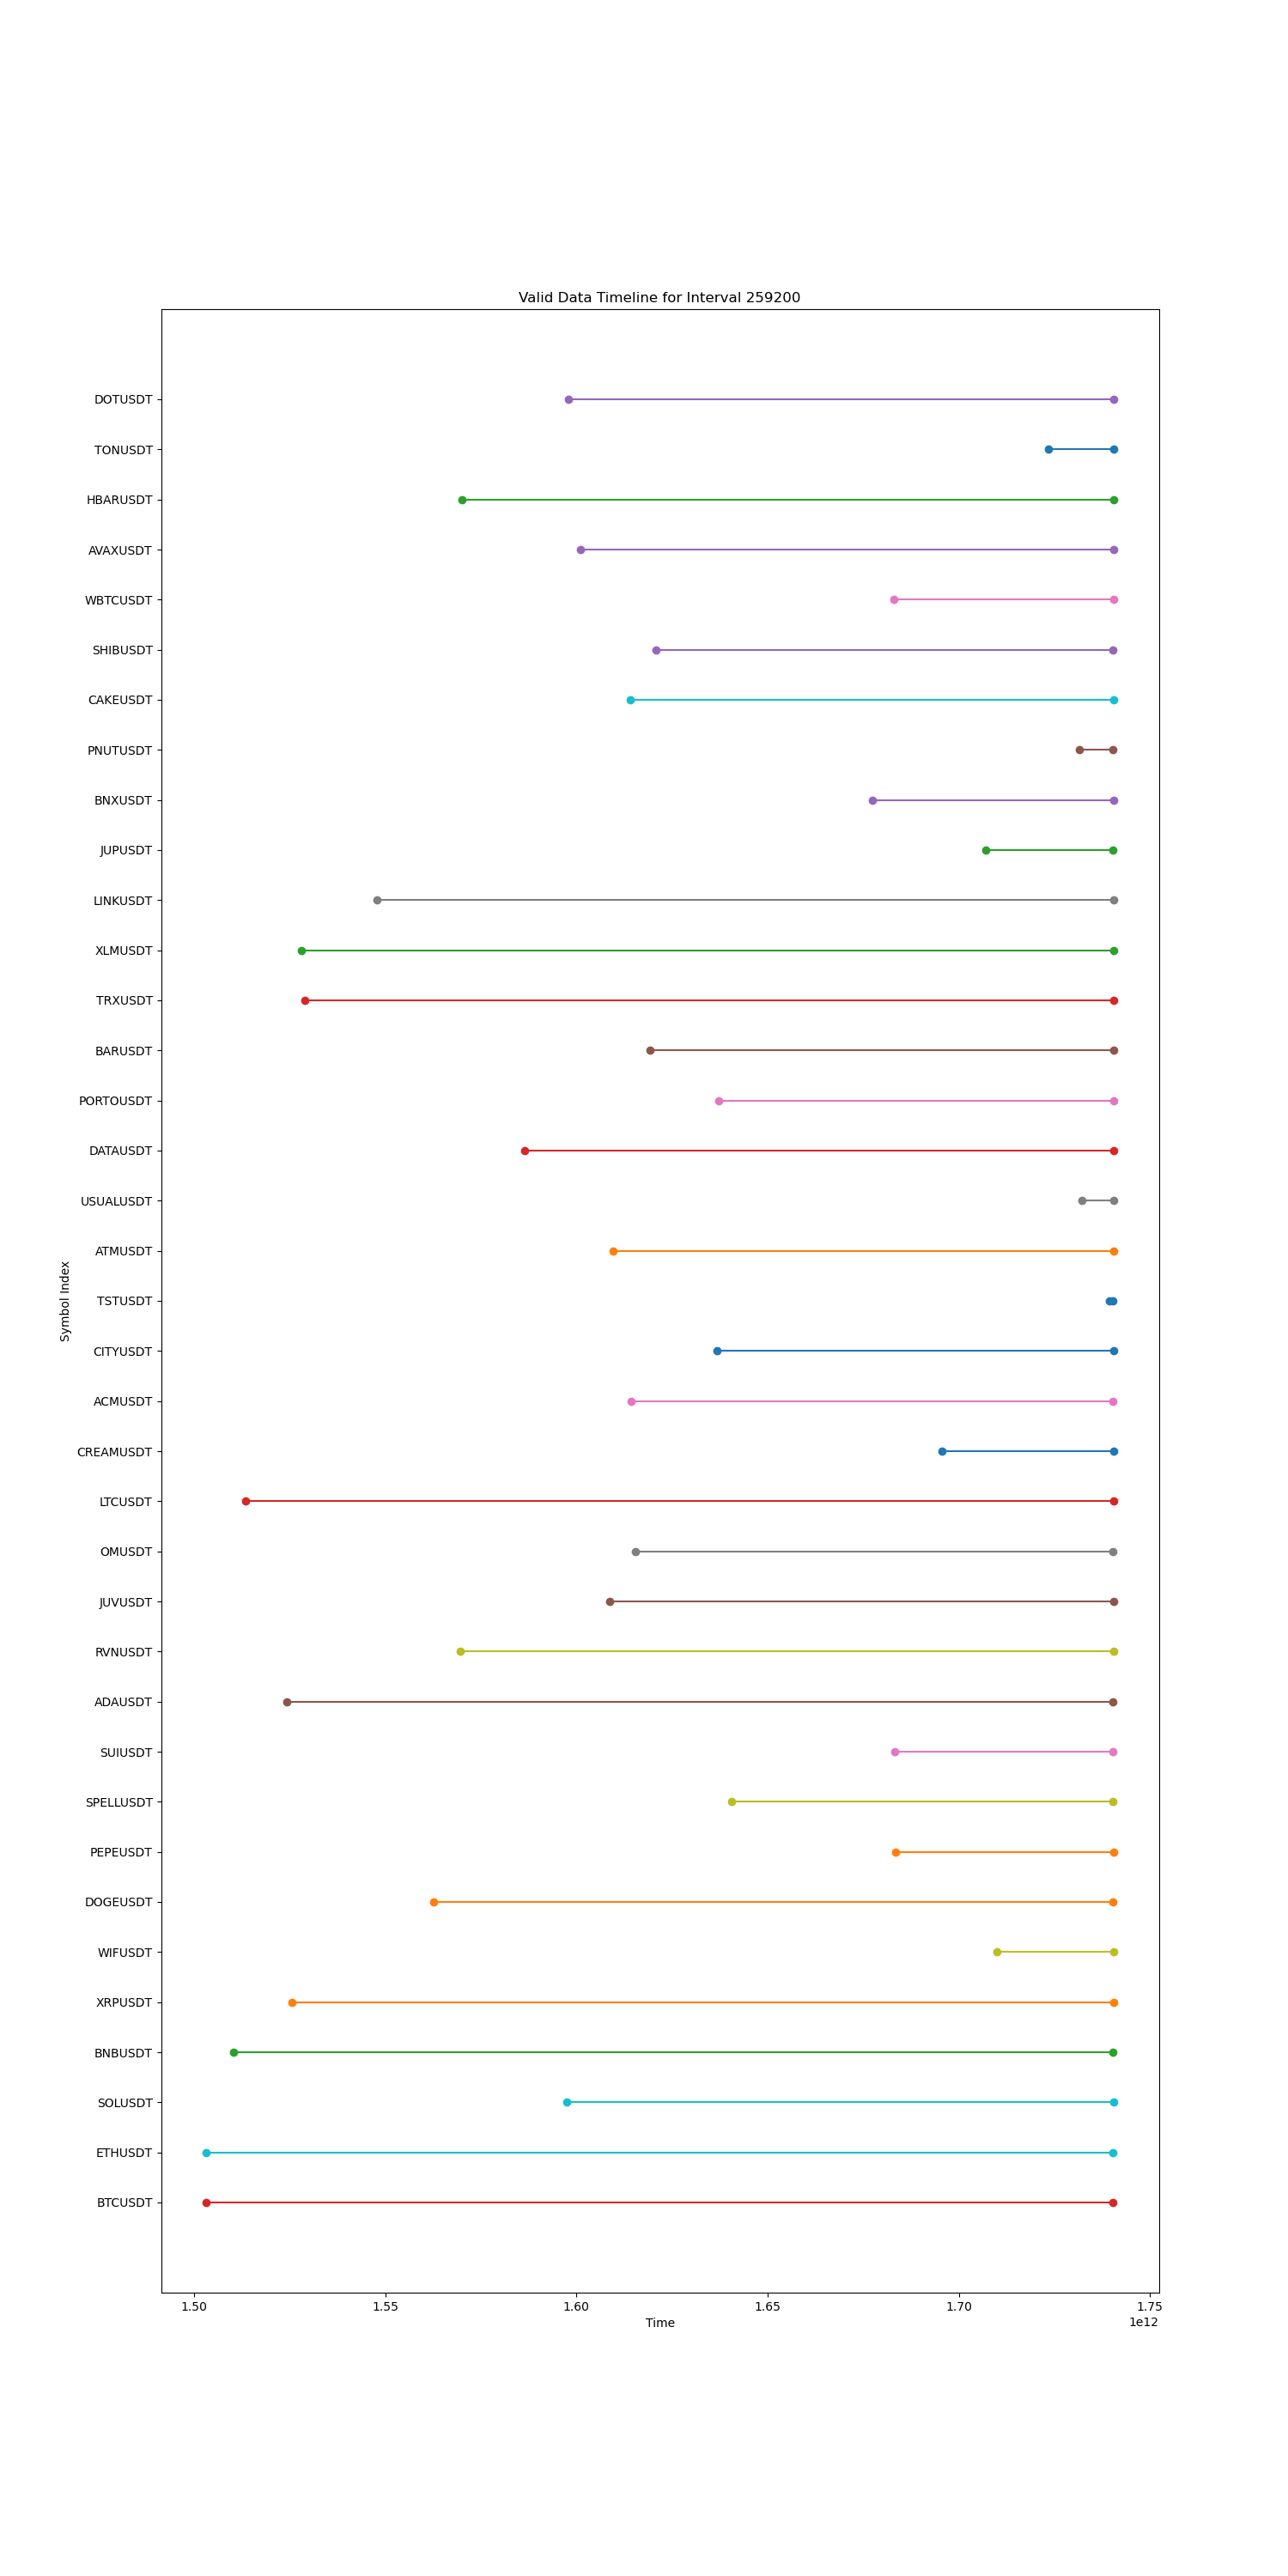 Valid Data Timeline for Interval 259200
DOTUSDT
TONUSDT
HBARUSDT
AVAXUSDT
WBTCUSDT
SHIBUSDT
CAKEUSDT
PNUTUSDT
BNXUSDT
JUPUSDT
LINKUSDT
XLMUSDT
TRXUSDT
BARUSDT
PORTOUSDT
DATAUSDT
USUALUSDT
ATMUSDT
TSTUSDT
CITYUSDT
ACMUSDT
CREAMUSDT
LTCUSDT
OMUSDT
JUVUSDT
RVNUSDT
ADAUSDT
SUIUSDT
SPELLUSDT
PEPEUSDT
DOGEUSDT
WIFUSDT
XRPUSDT
BNBUSDT
SOLUSDT
ETHUSDT
BTCUSDT
Symbol Index
1.50 1.55 1.60 1.65 1.70 1.75
1e12
Time